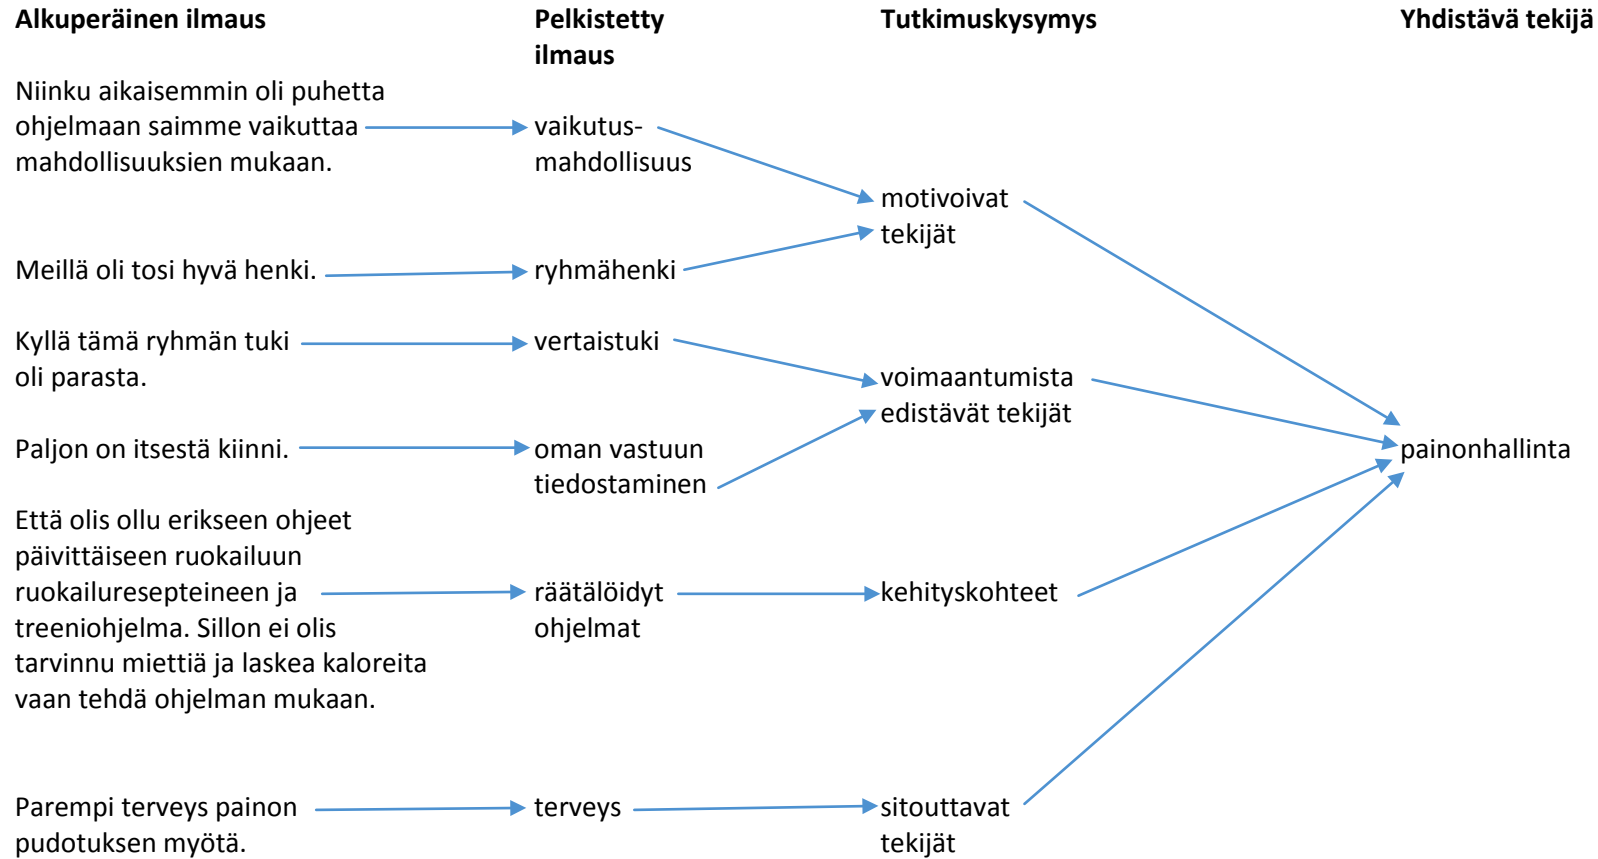 Alkuperäinen ilmaus
Pelkistetty
ilmaus
Tutkimuskysymys
Yhdistävä tekijä
Niinku aikaisemmin oli puhetta
ohjelmaan saimme vaikuttaa
mahdollisuuksien mukaan.
vaikutus-
mahdollisuus
motivoivat
tekijät
Meillä oli tosi hyvä henki.
ryhmähenki
Kyllä tämä ryhmän tuki
oli parasta.
vertaistuki
voimaantumista
edistävät tekijät
Paljon on itsestä kiinni.
oman vastuun
tiedostaminen
painonhallinta
Että olis ollu erikseen ohjeet
päivittäiseen ruokailuun
ruokailuresepteineen ja
treeniohjelma. Sillon ei olis
tarvinnu miettiä ja laskea kaloreita
vaan tehdä ohjelman mukaan.
räätälöidyt
ohjelmat
kehityskohteet
Parempi terveys painon
pudotuksen myötä.
terveys
sitouttavat
tekijät